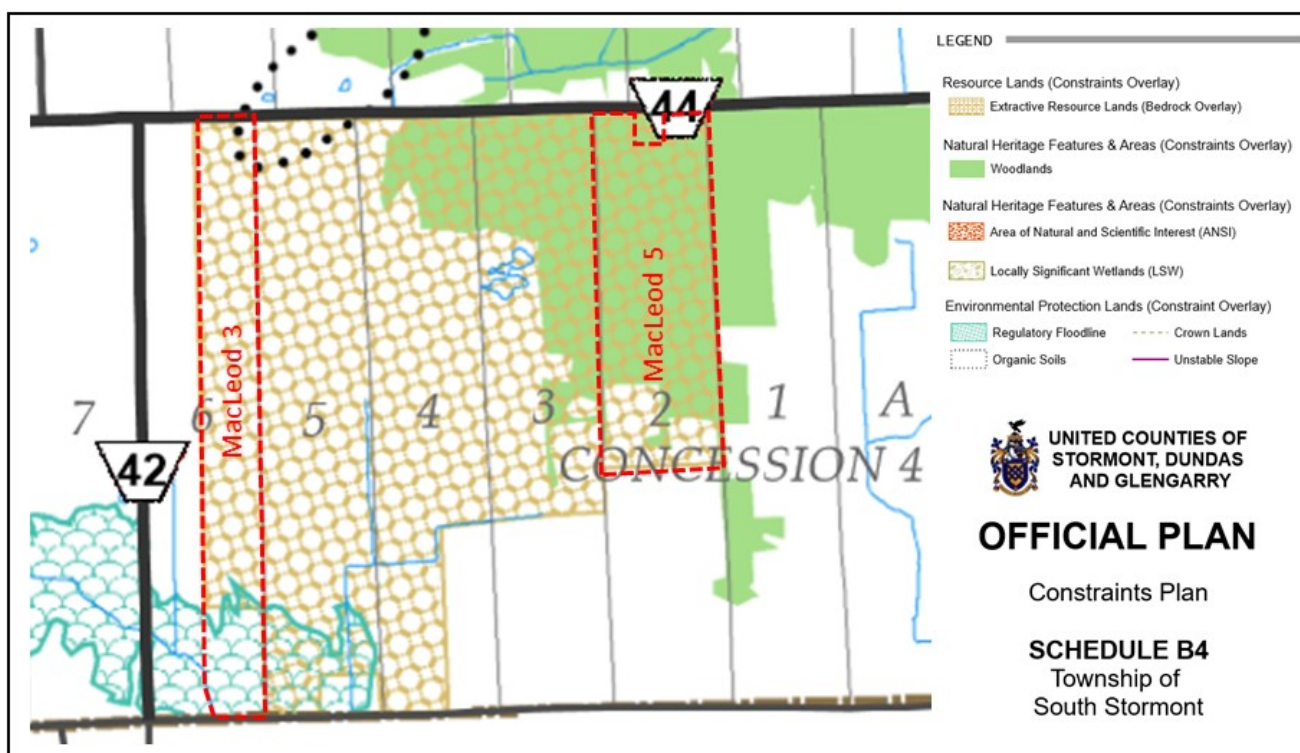 44
MacLeod 3
MacLeod 5
7
6
5
4
3
2
1
A
CONCESSION 4
42
LEGEND
Resource Lands (Constraints Overlay)
Extractive Resource Lands (Bedrock Overlay)
Natural Heritage Features & Areas (Constraints Overlay)
Woodlands
Natural Heritage Features & Areas (Constraints Overlay)
Area of Natural and Scientific Interest (ANSI)
Locally Significant Wetlands (LSW)
Environmental Protection Lands (Constraint Overlay)
Regulatory Floodline
Crown Lands
Organic Soils
Unstable Slope
UNITED COUNTIES OF
STORMONT, DUNDAS
AND GLENGARRY
OFFICIAL PLAN
Constraints Plan
SCHEDULE B4
Township of
South Stormont